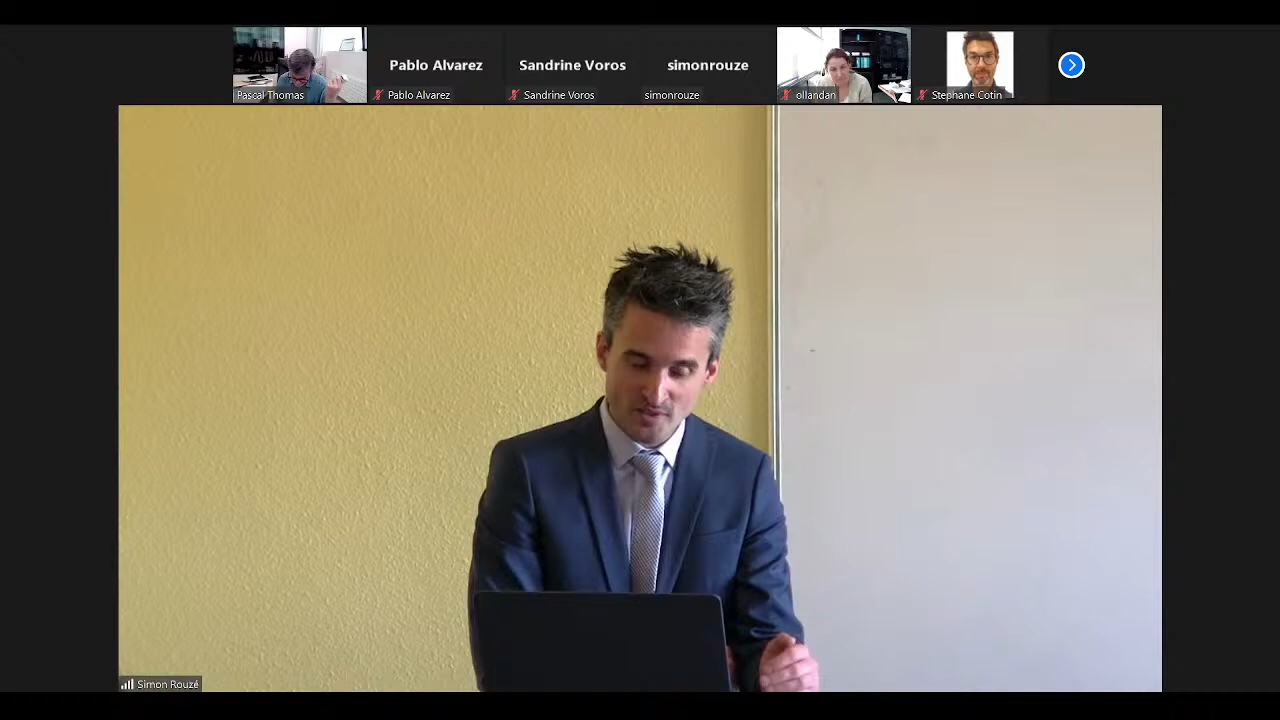 Pablo Alvarez
Sandrine Voros
simonrouze
Pascal Thomas
Pablo Alvarez
Sandrine Voros
simonrouze
ollandan
Stephane Cotin
Simon Rouzé